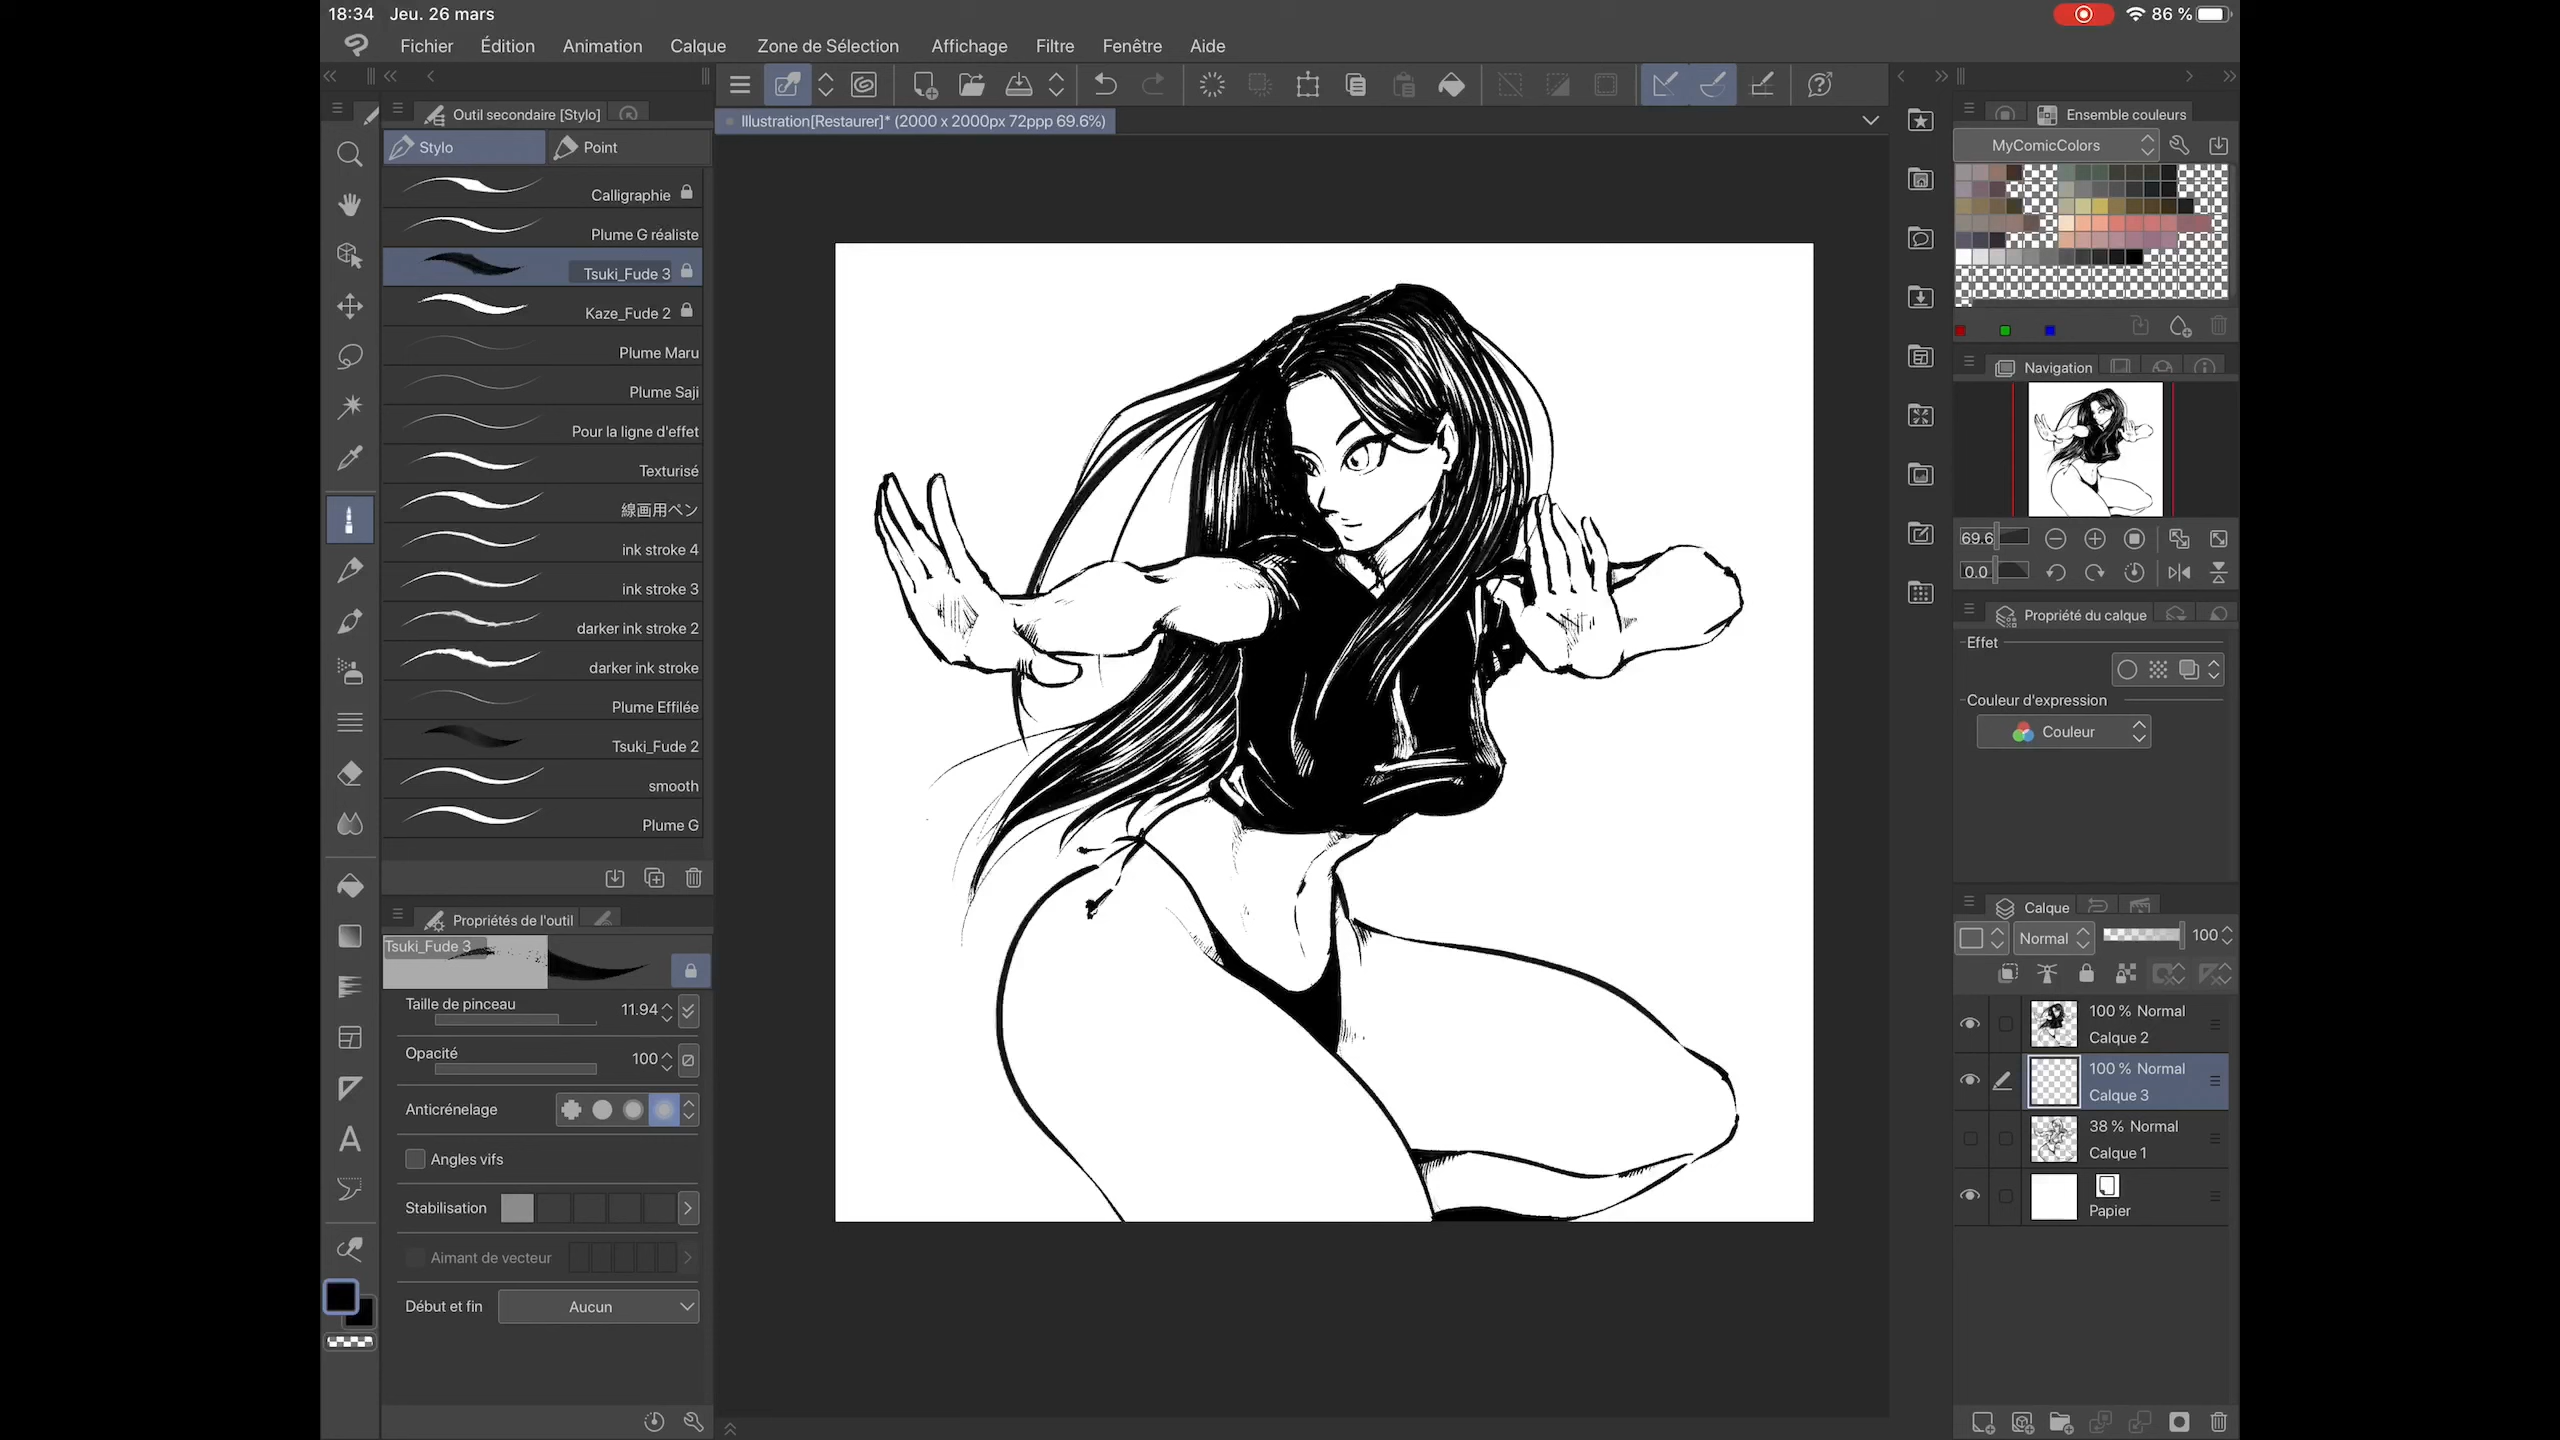 18:34 Jeu. 26 mars
86 %
Fichier Édition Animation Calque Zone de Sélection Affichage Filtre Fenêtre Aide
Illustration[Restaurer]* (2000 x 2000px 72ppp 69.6%)
Outil secondaire [Stylo]
Stylo Point
Calligraphie
Plume G réaliste
Tsuki_Fude 3
Kaze_Fude 2
Plume Maru
Plume Saji
Pour la ligne d'effet
Texturisé
線画用ペン
ink stroke 4
ink stroke 3
darker ink stroke 2
darker ink stroke
Plume Effilée
Tsuki_Fude 2
smooth
Plume G
Propriétés de l'outil
Tsuki_Fude 3
Taille de pinceau 11.94
Opacité 100
Anticrénelage
Angles vifs
Stabilisation
Aimant de vecteur
Début et fin Aucun
Ensemble couleurs
MyComicColors
Navigation
69.6
0.0
Propriété du calque
Effet
Couleur d'expression
Couleur
Calque
Normal 100
100 % Normal
Calque 2
100 % Normal
Calque 3
38 % Normal
Calque 1
Papier